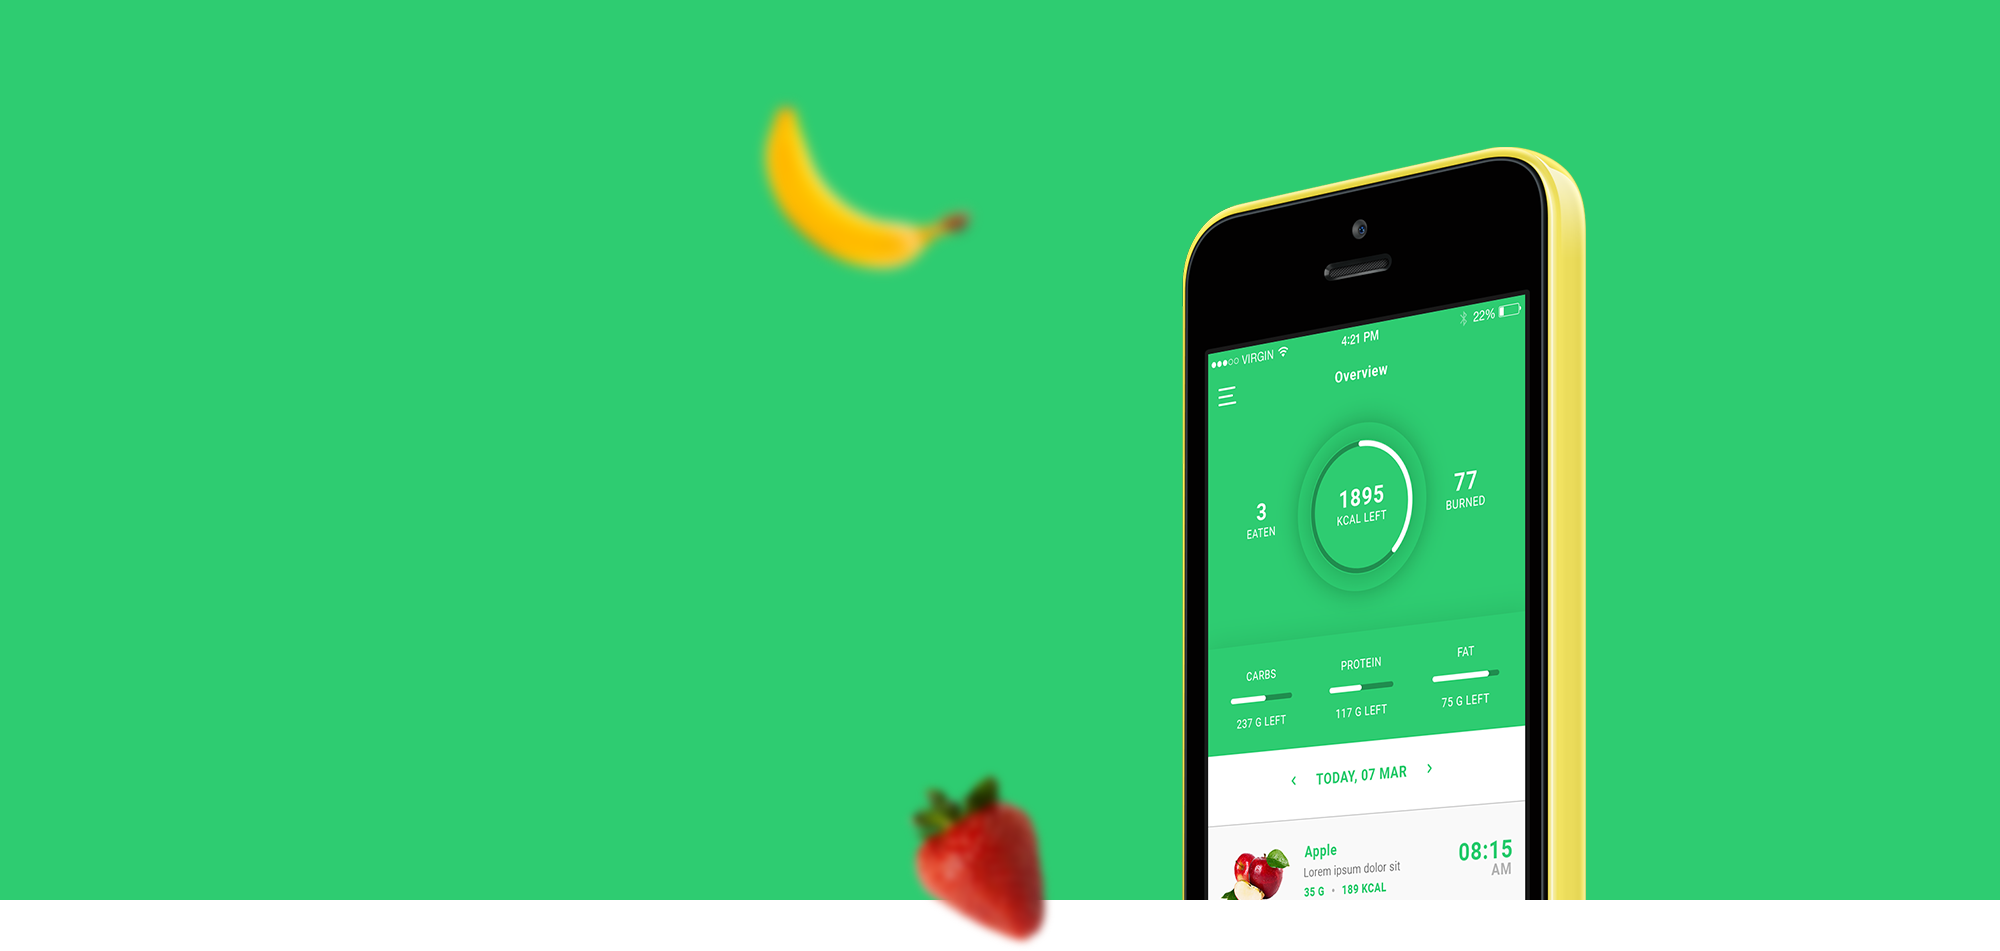 VIRGIN
4:21 PM
22%
Overview
3
EATEN
1895
KCAL LEFT
77
BURNED
CARBS
PROTEIN
FAT
237 G LEFT
117 G LEFT
75 G LEFT
‹ TODAY, 07 MAR ›
Apple
Lorem ipsum dolor sit
35 G • 189 KCAL
08:15
AM